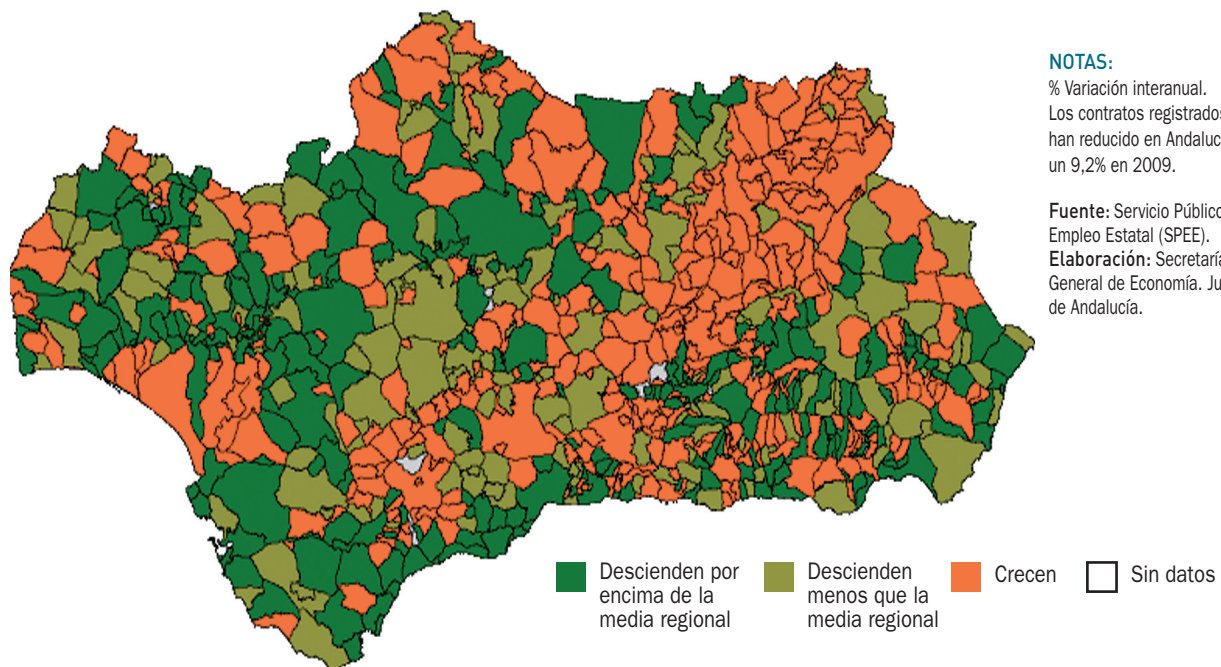 NOTAS:
% Variación interanual.
Los contratos registrados
han reducido en Andaluc
un 9,2% en 2009.
Fuente: Servicio Público
Empleo Estatal (SPEE).
Elaboración: Secretaría
General de Economía. Ju
de Andalucía.
Descienden por
encima de la
media regional
Descienden
menos que la
media regional
Crecen
Sin datos